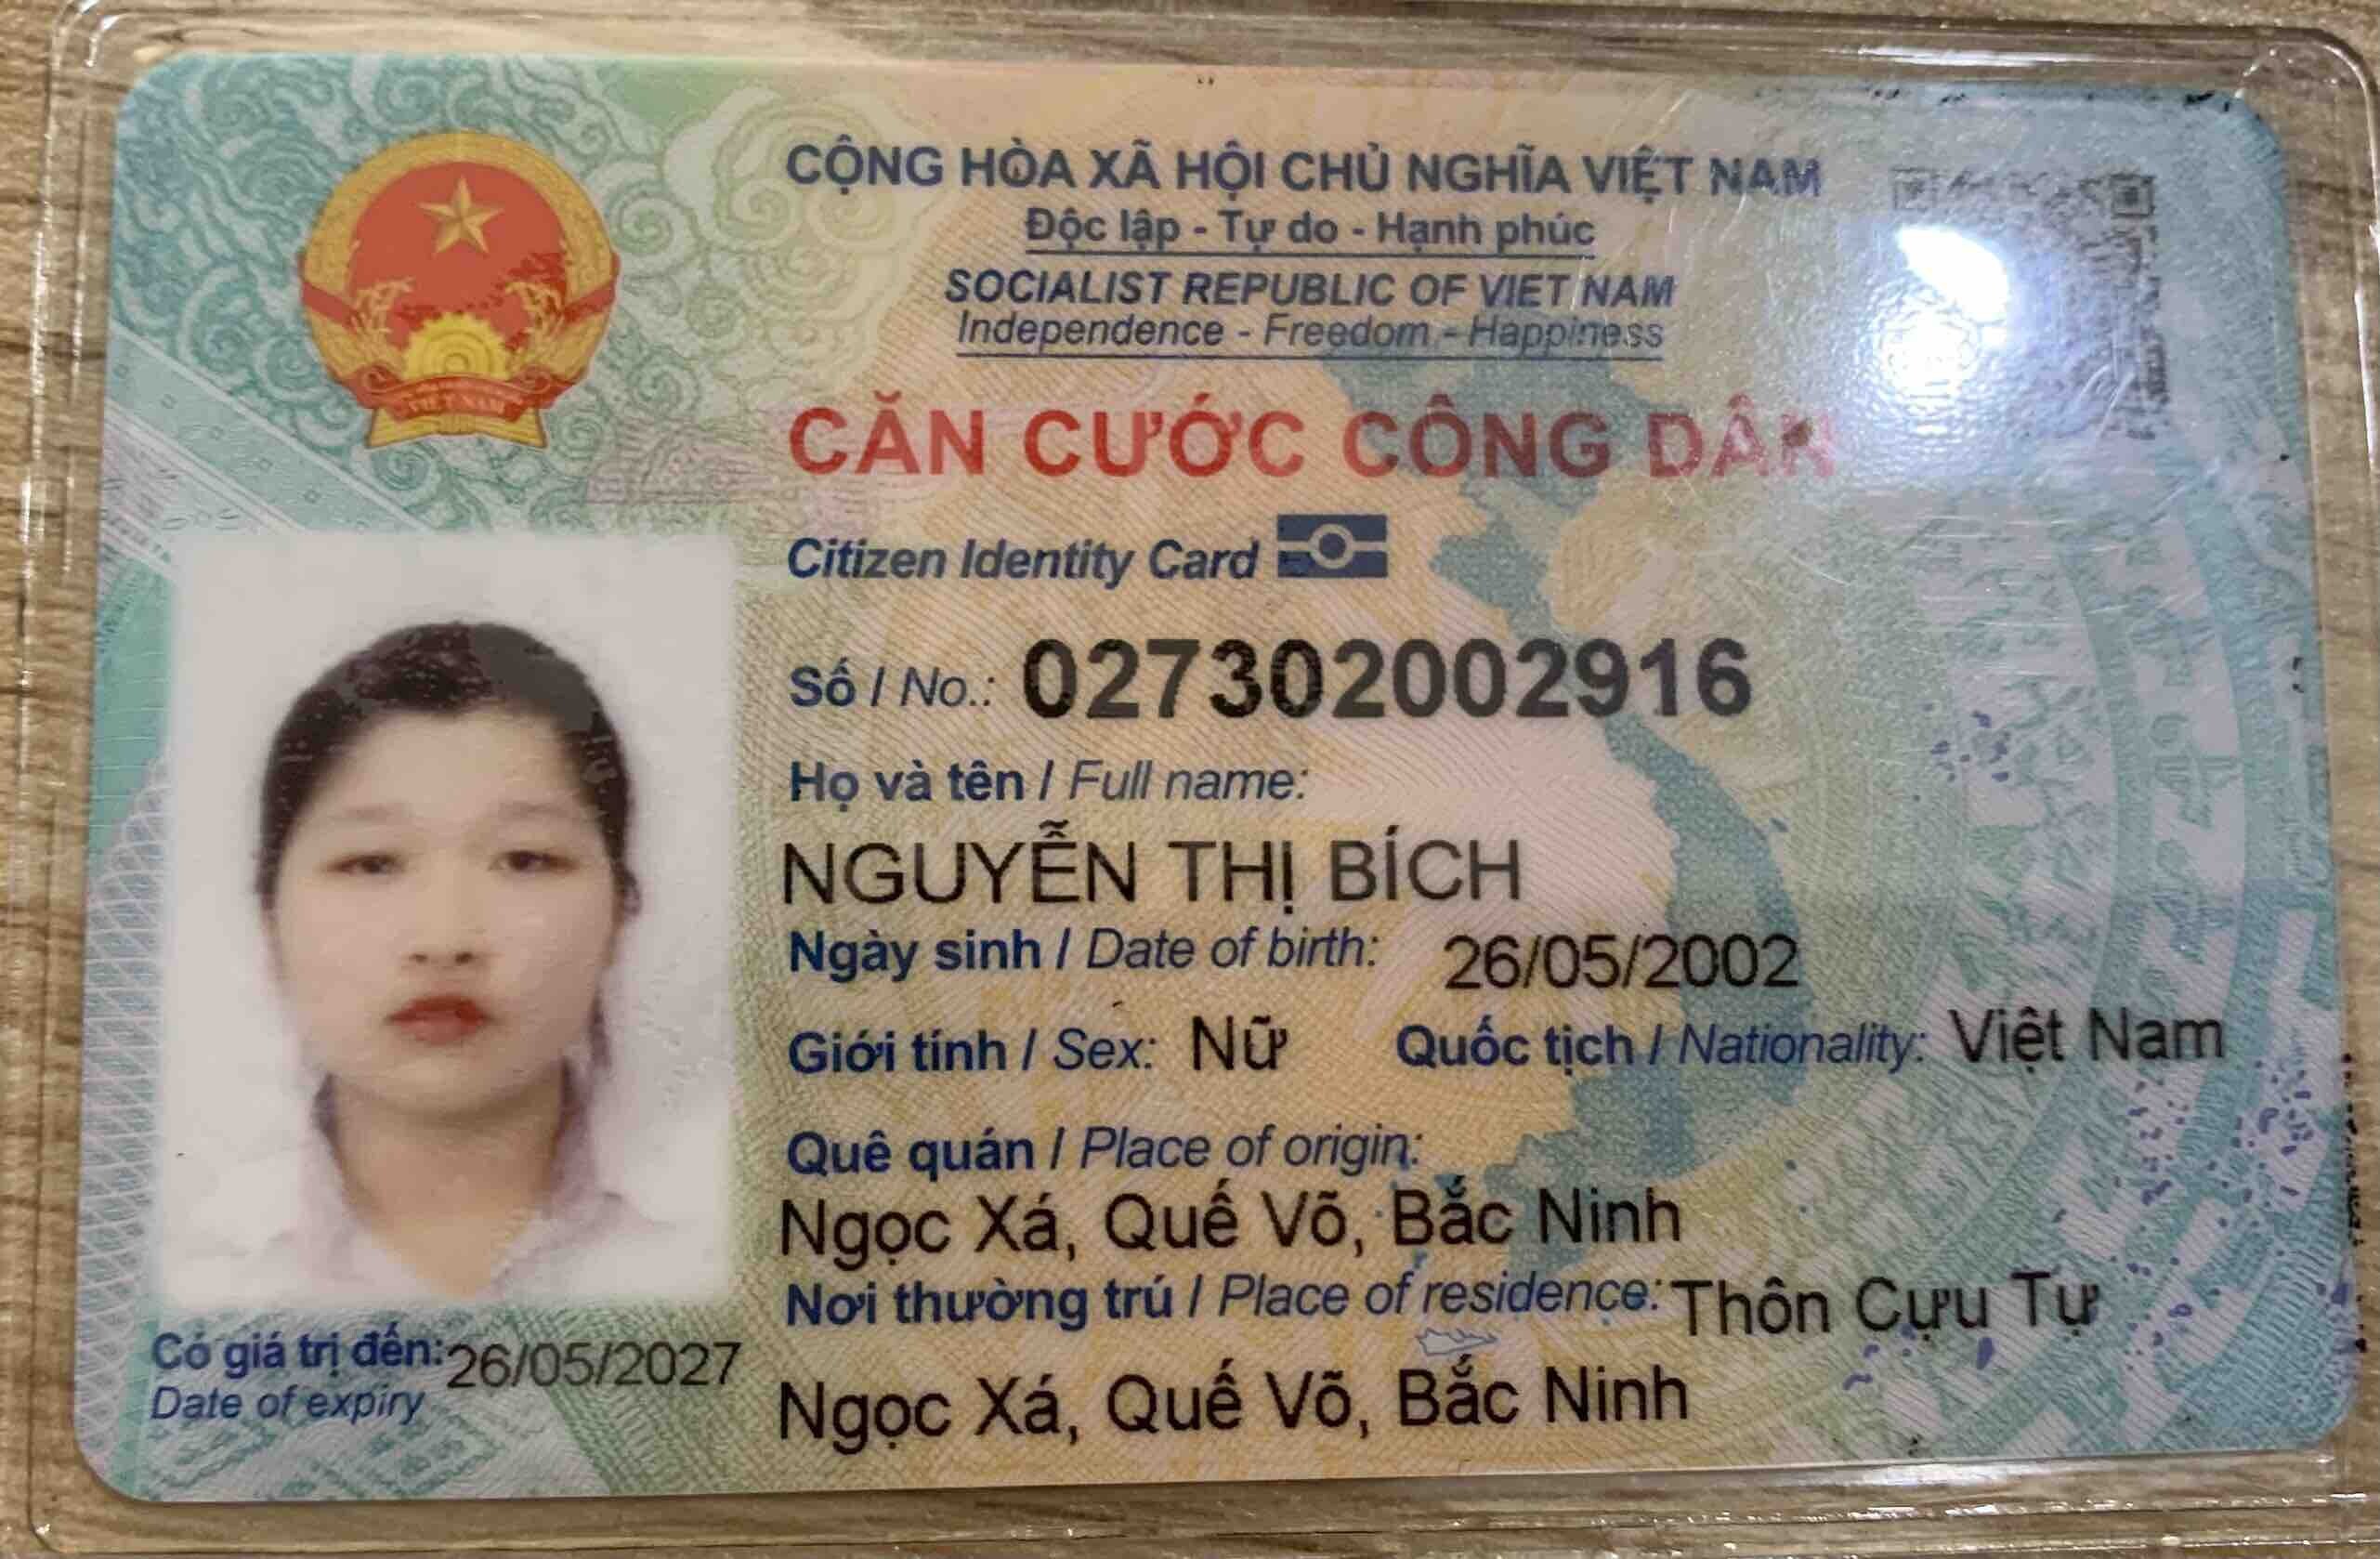 CỘNG HÒA XÃ HỘI CHỦ NGHĨA VIỆT NAM
Độc lập - Tự do - Hạnh phúc
SOCIALIST REPUBLIC OF VIET NAM
Independence - Freedom - Happiness
CĂN CƯỚC CÔNG DÂN
Citizen Identity Card
Số / No.: 027302002916
Họ và tên / Full name:
NGUYỄN THỊ BÍCH
Ngày sinh / Date of birth: 26/05/2002
Giới tính / Sex: Nữ Quốc tịch / Nationality: Việt Nam
Quê quán / Place of origin:
Ngọc Xá, Quế Võ, Bắc Ninh
Nơi thường trú / Place of residence: Thôn Cựu Tự
Ngọc Xá, Quế Võ, Bắc Ninh
Có giá trị đến: 26/05/2027
Date of expiry